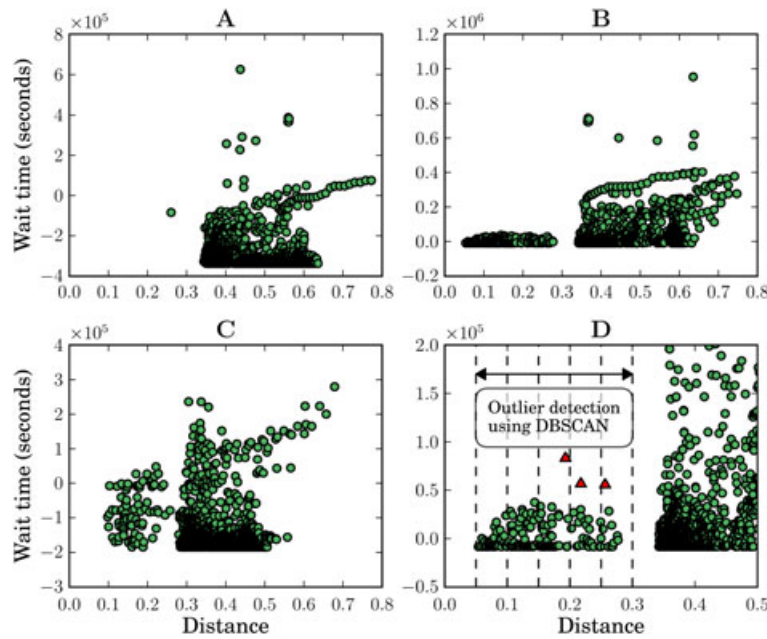 A
×10⁵
8
6
4
2
0
−2
−4
0.0 0.1 0.2 0.3 0.4 0.5 0.6 0.7 0.8
Wait time (seconds)
B
×10⁶
1.2
1.0
0.8
0.6
0.4
0.2
0.0
−0.2
0.0 0.1 0.2 0.3 0.4 0.5 0.6 0.7 0.8
C
×10⁵
4
3
2
1
0
−1
−2
−3
0.0 0.1 0.2 0.3 0.4 0.5 0.6 0.7 0.8
Wait time (seconds)
Distance
D
×10⁵
2.0
1.5
1.0
0.5
0.0
−0.5
0.0 0.1 0.2 0.3 0.4 0.5
Outlier detection
using DBSCAN
Distance